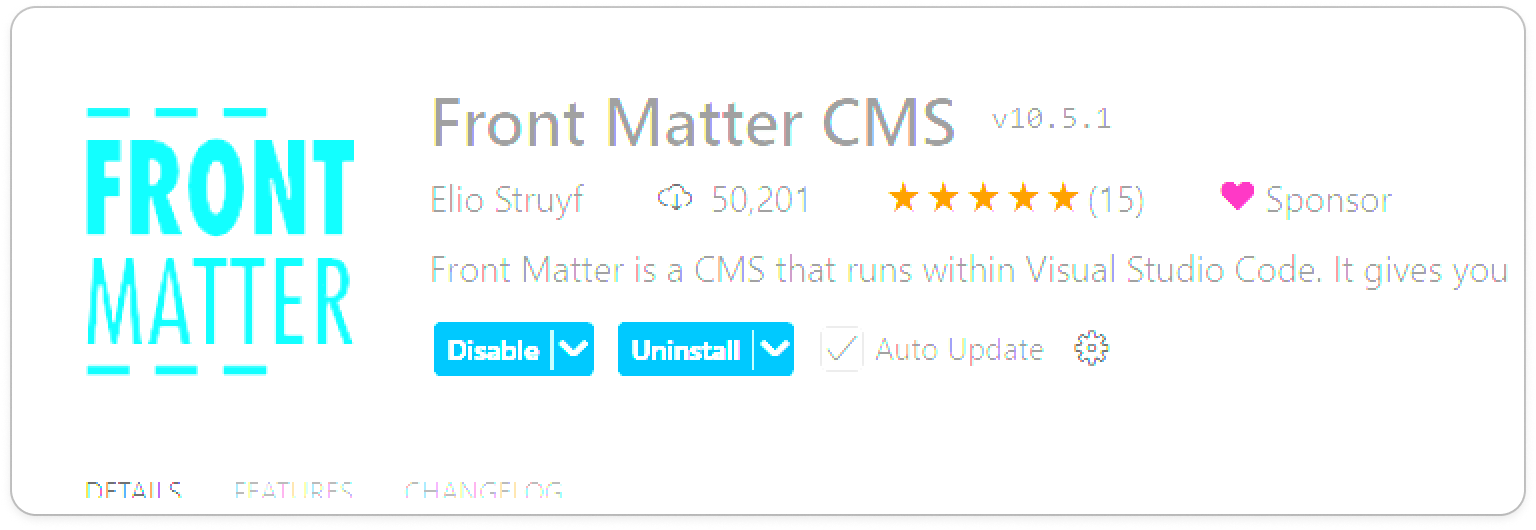 FRONT
MATTER
Front Matter CMS v10.5.1
Elio Struyf 50,201 ★★★★★(15) Sponsor
Front Matter is a CMS that runs within Visual Studio Code. It gives you
Disable Uninstall Auto Update
DETAILS FEATURES CHANGELOG